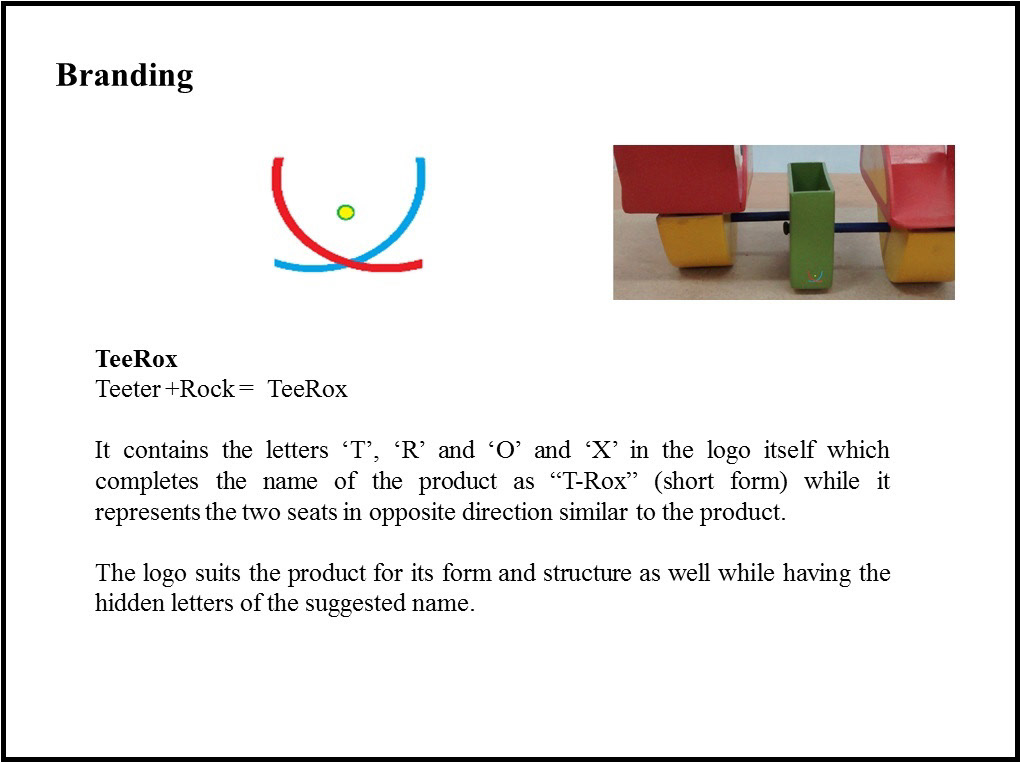 Branding
TeeRox
Teeter +Rock = TeeRox
It contains the letters ‘T’, ‘R’ and ‘O’ and ‘X’ in the logo itself which
completes the name of the product as “T-Rox” (short form) while it
represents the two seats in opposite direction similar to the product.
The logo suits the product for its form and structure as well while having the
hidden letters of the suggested name.